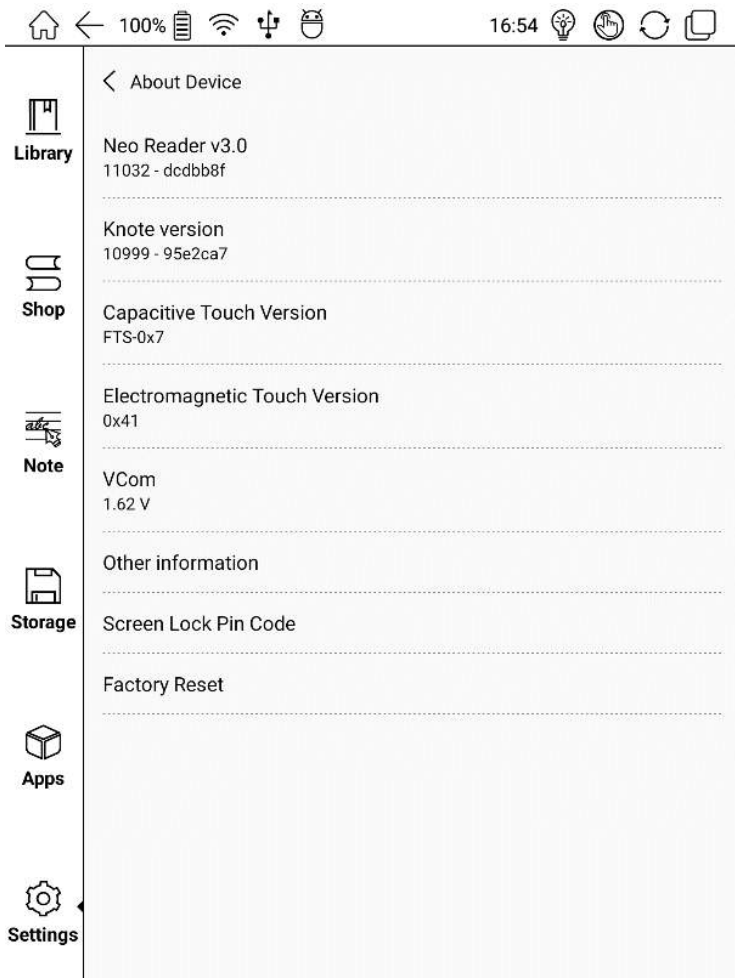 100%
16:54
About Device
Neo Reader v3.0
11032 - dcdbb8f
Knote version
10999 - 95e2ca7
Capacitive Touch Version
FTS-0x7
Electromagnetic Touch Version
0x41
VCom
1.62 V
Other information
Screen Lock Pin Code
Factory Reset
Library
Shop
abc
Note
Storage
Apps
Settings